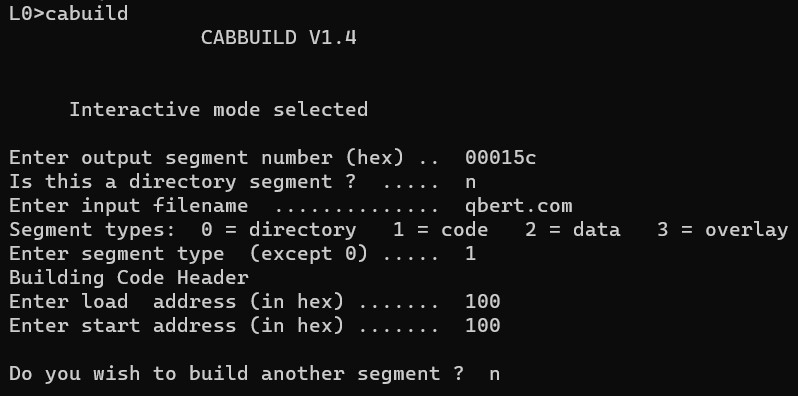 L0>cabuild
CABBUILD V1.4
Interactive mode selected
Enter output segment number (hex) .. 00015c
Is this a directory segment ? ..... n
Enter input filename .............. qbert.com
Segment types: 0 = directory 1 = code 2 = data 3 = overlay
Enter segment type (except 0) ..... 1
Building Code Header
Enter load address (in hex) ....... 100
Enter start address (in hex) ....... 100
Do you wish to build another segment ? n